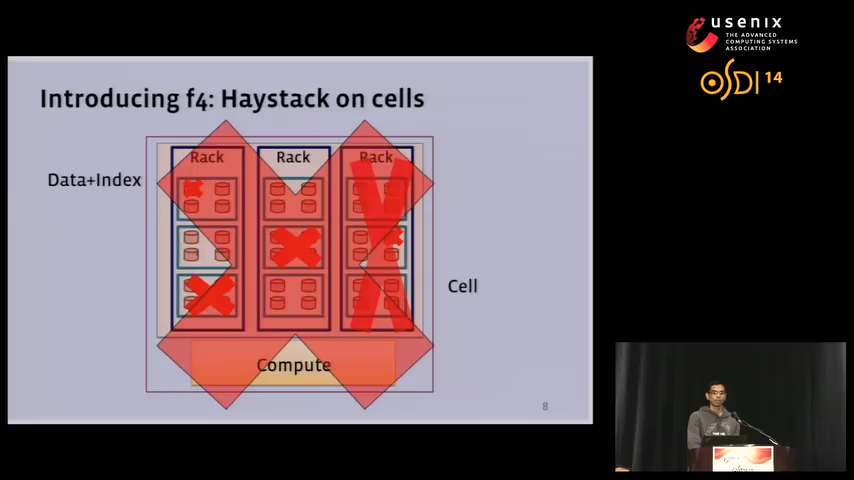 usenix
THE ADVANCED
COMPUTING SYSTEMS
ASSOCIATION
OSDI 14
Introducing f4: Haystack on cells
Rack Rack Rack
Data+Index
Cell
Compute
8